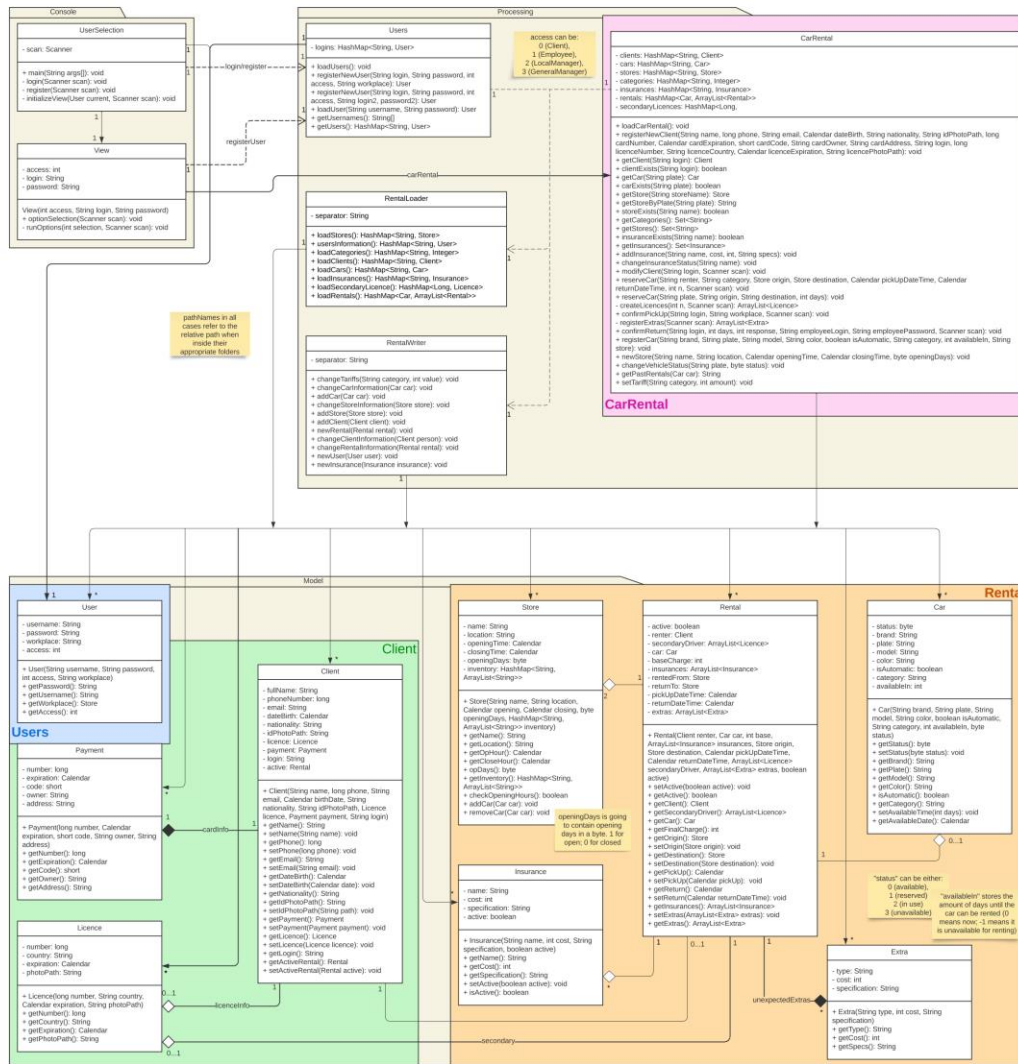 Console
UserSelection
- scan: Scanner
+ main(String args[]): void
- login(Scanner scan): void
- register(Scanner scan): void
- initializeView(User current, Scanner scan): void
1
1
View
- access: int
- login: String
- password: String
View(int access, String login, String password)
+ optionSelection(Scanner scan): void
- runOptions(int selection, Scanner scan): void
1
1
1
1
login/register
registerUser
carRental
Processing
Users
- logins: HashMap<String, User>
+ loadUsers(): void
+ registerNewUser(String login, String password, int
access, String workplace): User
+ registerNewUser(String login, String password, int
access, String login2, password2): User
+ loadUser(String username, String password): User
+ getUsernames(): String[]
+ getUsers(): HashMap<String, User>
1
1
1
1
access can be:
0 (Client),
1 (Employee),
2 (LocalManager),
3 (GeneralManager)
RentalLoader
- separator: String
+ loadStores(): HashMap<String, Store>
+ usersInformation(): HashMap<String, User>
+ loadCategories(): HashMap<String, Integer>
+ loadClients(): HashMap<String, Client>
+ loadCars(): HashMap<String, Car>
+ loadInsurances(): HashMap<String, Insurance>
+ loadSecondaryLicence(): HashMap<Long, Licence>
+ loadRentals(): HashMap<Car, ArrayList<Rental>>
1
1
pathNames in all
cases refer to the
relative path when
inside their
appropriate folders
RentalWriter
- separator: String
+ changeTariffs(String category, int value): void
+ changeCarInformation(Car car): void
+ addCar(Car car): void
+ changeStoreInformation(Store store): void
+ addStore(Store store): void
+ addClient(Client client): void
+ newRental(Rental rental): void
+ changeClientInformation(Client person): void
+ changeRentalInformation(Rental rental): void
+ newUser(User user): void
+ newInsurance(Insurance insurance): void
1
1
CarRental
- clients: HashMap<String, Client>
- cars: HashMap<String, Car>
- stores: HashMap<String, Store>
- categories: HashMap<String, Integer>
- insurances: HashMap<String, Insurance>
- rentals: HashMap<Car, ArrayList<Rental>>
- secondaryLicences: HashMap<Long,
+ loadCarRental(): void
+ registerNewClient(String name, long phone, String email, Calendar dateBirth, String nationality, String idPhotoPath, long
cardNumber, Calendar cardExpiration, short cardCode, String cardOwner, String cardAddress, String login, long
licenceNumber, String licenceCountry, Calendar licenceExpiration, String licencePhotoPath): void
+ getClient(String login): Client
+ clientExists(String login): boolean
+ getCar(String plate): Car
+ carExists(String plate): boolean
+ getStore(String storeName): Store
+ getStoreByPlate(String plate): String
+ storeExists(String name): boolean
+ getCategories(): Set<String>
+ getStores(): Set<String>
+ insuranceExists(String name): boolean
+ getInsurances(): Set<Insurance>
+ addInsurance(String name, cost, int, String specs): void
+ changeInsuranceStatus(String name): void
+ modifyClient(String login, Scanner scan): void
+ reserveCar(String renter, String category, Store origin, Store destination, Calendar pickUpDateTime, Calendar
returnDateTime, int n, Scanner scan): void
+ reserveCar(String plate, String origin, String destination, int days): void
- createLicences(int n, Scanner scan): ArrayList<Licence>
+ confirmPickUp(String login, String workplace, Scanner scan): void
- registerExtras(Scanner scan): ArrayList<Extra>
+ confirmReturn(String login, int days, int response, String employeeLogin, String employeePassword, Scanner scan): void
+ registerCar(String brand, String plate, String model, String color, boolean isAutomatic, String category, int availableIn, String
store): void
+ newStore(String name, String location, Calendar openingTime, Calendar closingTime, byte openingDays): void
+ changeVehicleStatus(String plate, byte status): void
+ getPastRentals(Car car): String
+ setTariff(String category, int amount): void
CarRental
1
1
1
Model
User
- username: String
- password: String
- workplace: String
- access: int
+ User(String username, String password,
int access, String workplace)
+ getPassword(): String
+ getUsername(): String
+ getWorkplace(): Store
+ getAccess(): int
Users
1
*
Client
Payment
- number: long
- expiration: Calendar
- code: short
- owner: String
- address: String
+ Payment(long number, Calendar
expiration, short code, String owner, String
address)
+ getNumber(): long
+ getExpiration(): Calendar
+ getCode(): short
+ getOwner(): String
+ getAddress(): String
*
1
cardInfo
1
Licence
- number: long
- country: String
- expiration: Calendar
- photoPath: String
+ Licence(long number, String country,
Calendar expiration, String photoPath)
+ getNumber(): long
+ getCountry(): String
+ getExpiration(): Calendar
+ getPhotoPath(): String
*
0...1
licenceInfo
1
0...1
secondary
Client
- fullName: String
- phoneNumber: long
- email: String
- dateBirth: Calendar
- nationality: String
- idPhotoPath: String
- licence: Licence
- payment: Payment
- login: String
- active: Rental
+ Client(String name, long phone, String
email, Calendar birthDate, String
nationality, String idPhotoPath, Licence
licence, Payment payment, String login)
+ getName(): String
+ setName(String name): void
+ getPhone(): long
+ setPhone(long phone): void
+ getEmail(): String
+ setEmail(String email): void
+ getDateBirth(): Calendar
+ setDateBirth(Calendar date): void
+ getNationality(): String
+ getIdPhotoPath(): String
+ setIdPhotoPath(String path): void
+ getPayment(): Payment
+ setPayment(Payment payment): void
+ getLicence(): Licence
+ setLicence(Licence licence): void
+ getLogin(): String
+ getActiveRental(): Rental
+ setActiveRental(Rental active): void
*
1
Renta
Store
- name: String
- location: String
- openingTime: Calendar
- closingTime: Calendar
- openingDays: byte
- inventory: HashMap<String,
ArrayList<String>>
+ Store(String name, String location,
Calendar opening, Calendar closing, byte
openingDays, HashMap<String,
ArrayList<String>> inventory)
+ getName(): String
+ getLocation(): String
+ getOpHour(): Calendar
+ getCloseHour(): Calendar
+ opDays(): byte
+ getInventory(): HashMap<String,
ArrayList<String>>
+ checkOpeningHours(): boolean
+ addCar(Car car): void
+ removeCar(Car car): void
*
2
1
openingDays is going
to contain opening
days in a byte. 1 for
open; 0 for closed
Insurance
- name: String
- cost: int
- specification: String
- active: boolean
+ Insurance(String name, int cost, String
specification, boolean active)
+ getName(): String
+ getCost(): int
+ getSpecification(): String
+ setActive(boolean active): void
+ isActive(): boolean
*
*
Rental
- active: boolean
- renter: Client
- secondaryDriver: ArrayList<Licence>
- car: Car
- baseCharge: int
- insurances: ArrayList<Insurance>
- rentedFrom: Store
- returnTo: Store
- pickUpDateTime: Calendar
- returnDateTime: Calendar
- extras: ArrayList<Extra>
+ Rental(Client renter, Car car, int base,
ArrayList<Insurance> insurances, Store origin,
Store destination, Calendar pickUpDateTime,
Calendar returnDateTime, ArrayList<Licence>
secondaryDriver, ArrayList<Extra> extras, boolean
active)
+ setActive(boolean active): void
+ getActive(): boolean
+ getClient(): Client
+ getSecondaryDriver(): ArrayList<Licence>
+ getCar(): Car
+ getFinalCharge(): int
+ getOrigin(): Store
+ setOrigin(Store origin): void
+ getDestination(): Store
+ setDestination(Store destination): void
+ getPickUp(): Calendar
+ setPickUp(Calendar pickUp): void
+ getReturn(): Calendar
+ setReturn(Calendar returnDateTime): void
+ getInsurances(): ArrayList<Insurance>
+ setExtras(ArrayList<Extra> extras): void
+ getExtras(): ArrayList<Extra>
*
1
1
0...1
1
1
unexpectedExtras
Car
- status: byte
- brand: String
- plate: String
- model: String
- color: String
- isAutomatic: boolean
- category: String
- availableIn: int
+ Car(String brand, String plate, String
model, String color, boolean isAutomatic,
String category, int availableIn, byte
status)
+ getStatus(): byte
+ setStatus(byte status): void
+ getBrand(): String
+ getPlate(): String
+ getModel(): String
+ getColor(): String
+ isAutomatic(): boolean
+ getCategory(): String
+ setAvailableTime(int days): void
+ getAvailableDate(): Calendar
*
0...1
"status" can be either:
0 (available),
1 (reserved)
2 (in use)
3 (unavailable)
"availableIn" stores the
amount of days until the
car can be rented (0
means now; -1 means it
is unavailable for renting)
Extra
- type: String
- cost: int
- specification: String
+ Extra(String type, int cost, String
specification)
+ getType(): String
+ getCost(): int
+ getSpecs(): String
*
*